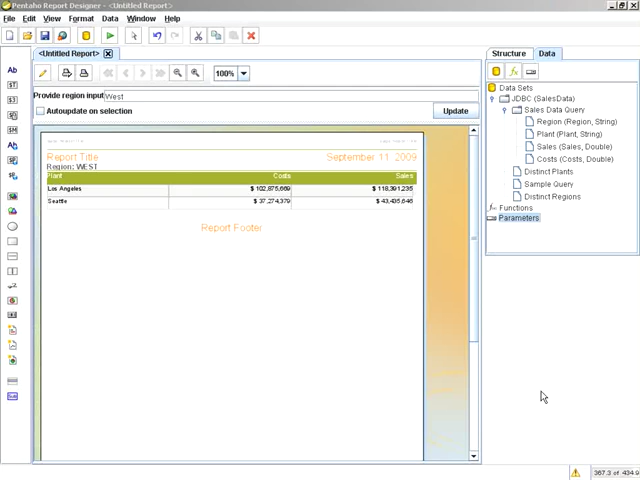 Pentaho Report Designer - <Untitled Report>
File Edit View Format Data Window Help
<Untitled Report>
Structure Data
100%
Provide region input West
Autoupdate on selection
Update
Report Title September 11 2009
Region: WEST
Plant Costs Sales
Los Angeles $ 102,875,669 $ 118,391,235
Seattle $ 37,274,379 $ 43,435,646
Report Footer
Data Sets
JDBC (SalesData)
Sales Data Query
Region (Region, String)
Plant (Plant, String)
Sales (Sales, Double)
Costs (Costs, Double)
Distinct Plants
Sample Query
Distinct Regions
Functions
Parameters
Ab
Sub
367.3 of 434.9